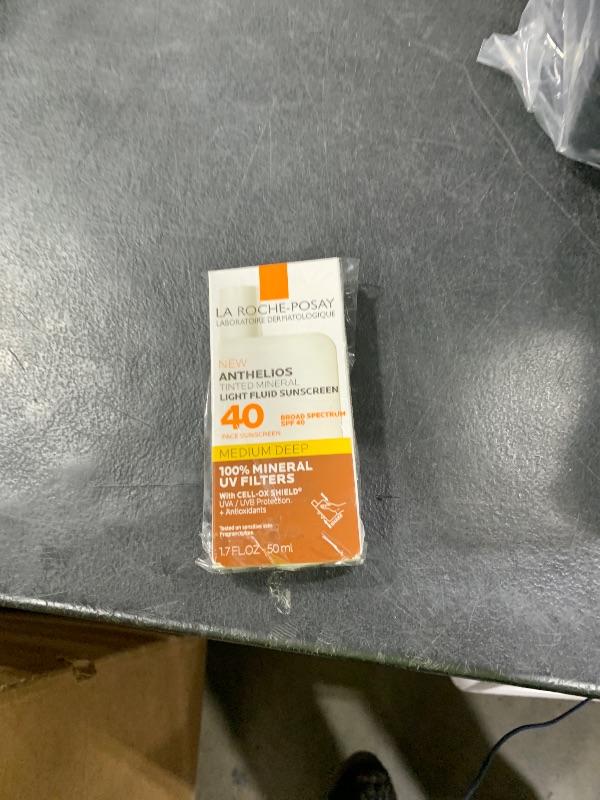 LA ROCHE-POSAY
LABORATOIRE DERMATOLOGIQUE
NEW
ANTHELIOS
TINTED MINERAL
LIGHT FLUID SUNSCREEN
40
BROAD SPECTRUM
SPF 40
FACE SUNSCREEN
MEDIUM DEEP
100% MINERAL
UV FILTERS
With CELL-OX SHIELD®
UVA / UVB Protection
+ Antioxidants
Tested on sensitive skin
1.7 FL.OZ - 50 ml